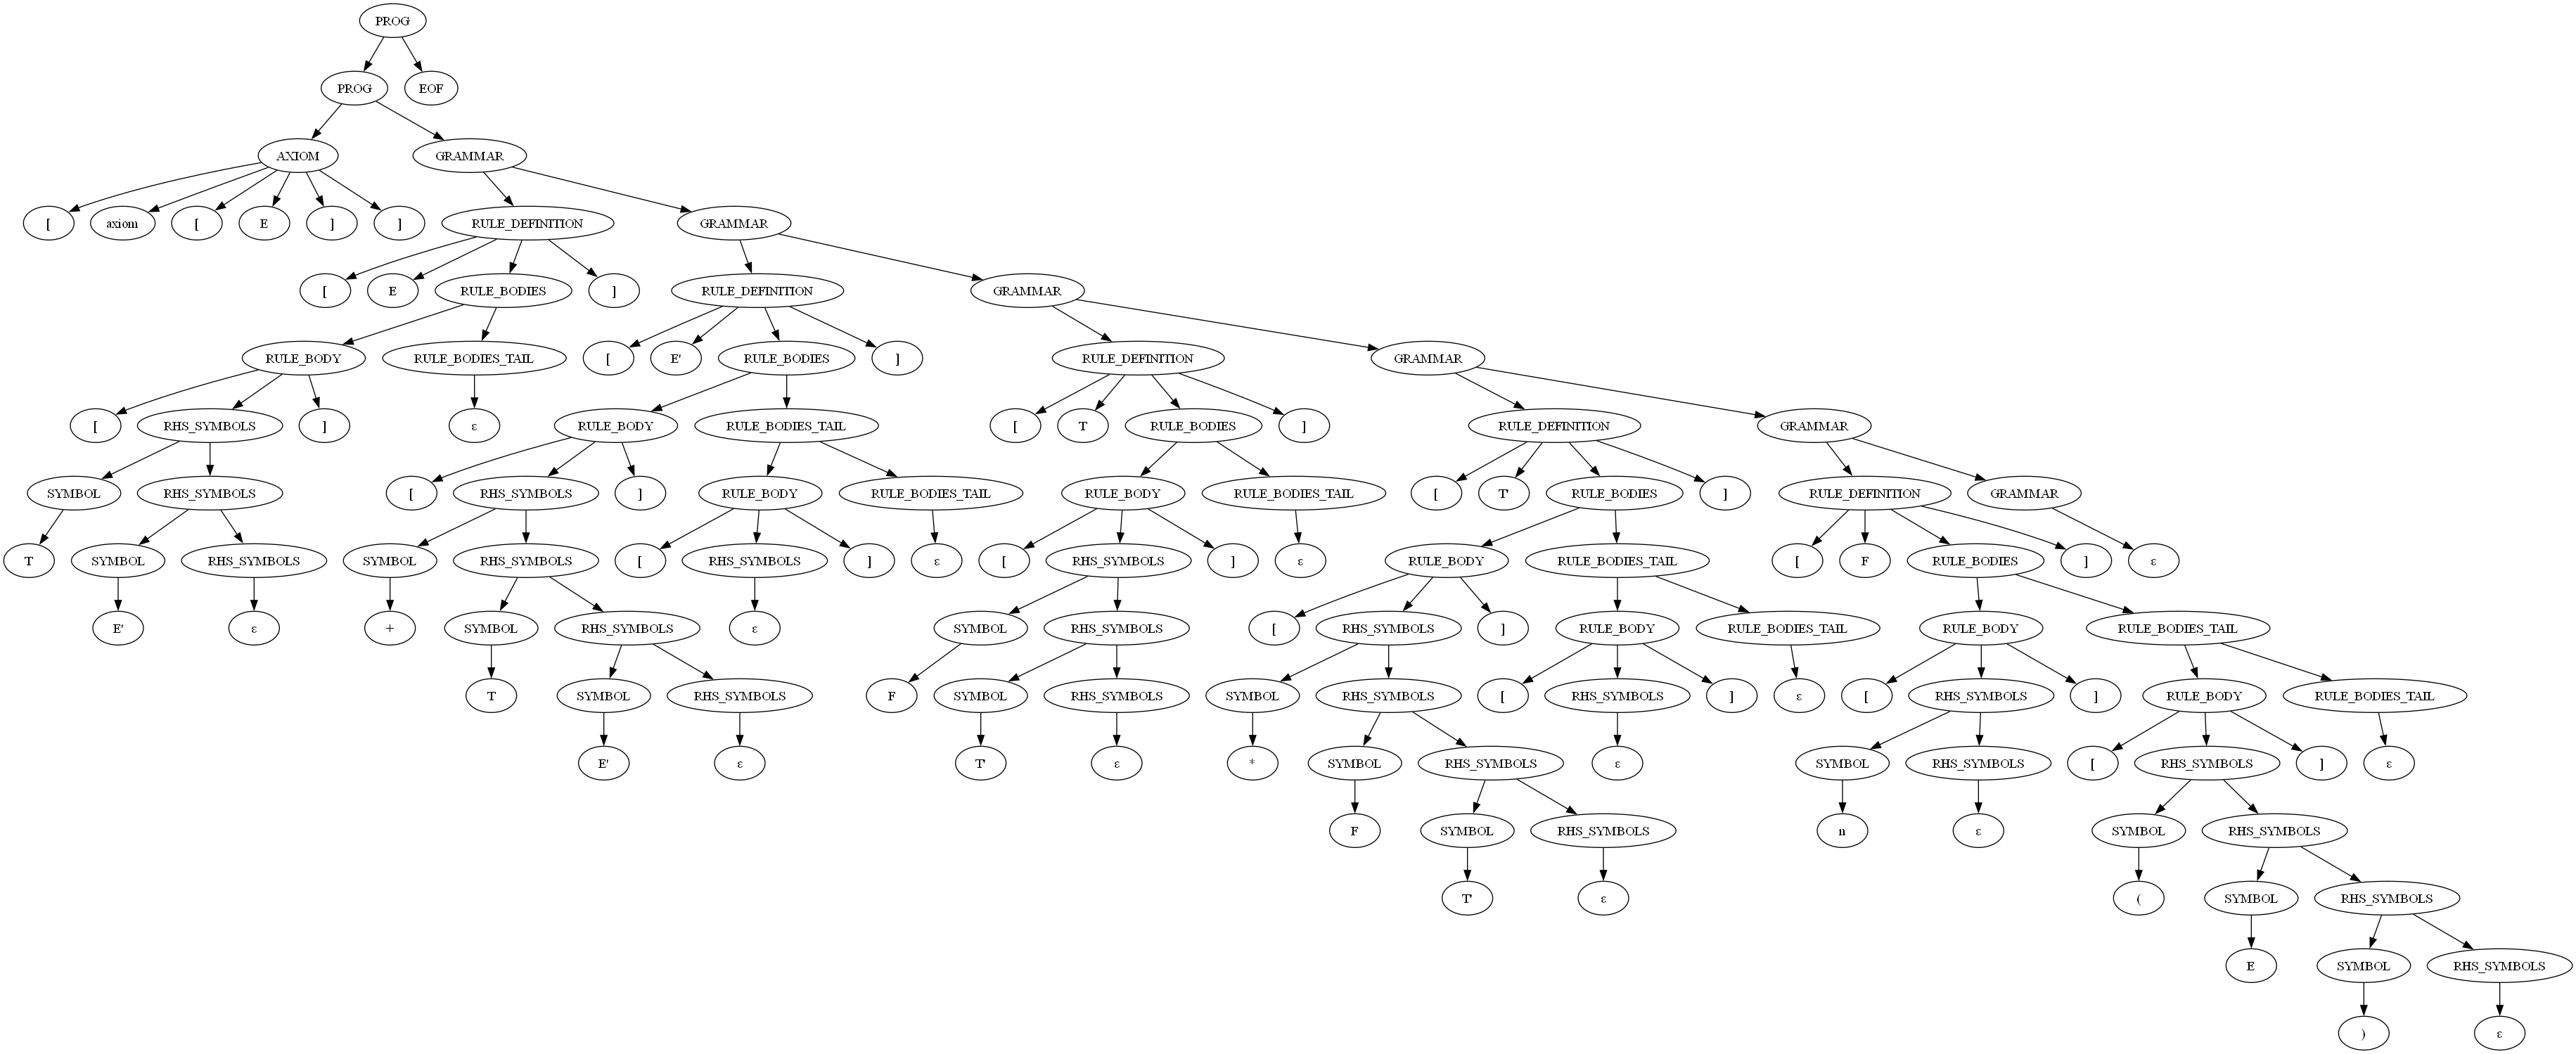 PROG
PROG EOF
AXIOM GRAMMAR
[ axiom [ E ] ] RULE_DEFINITION GRAMMAR
[ E RULE_BODIES ] RULE_DEFINITION GRAMMAR
RULE_BODY RULE_BODIES_TAIL [ E' RULE_BODIES ] RULE_DEFINITION GRAMMAR
[ RHS_SYMBOLS ] ε RULE_BODY RULE_BODIES_TAIL [ T RULE_BODIES ] RULE_DEFINITION GRAMMAR
SYMBOL RHS_SYMBOLS [ RHS_SYMBOLS ] RULE_BODY RULE_BODIES_TAIL RULE_BODY RULE_BODIES_TAIL [ T' RULE_BODIES ] RULE_DEFINITION GRAMMAR
T SYMBOL RHS_SYMBOLS SYMBOL RHS_SYMBOLS [ RHS_SYMBOLS ] ε [ RHS_SYMBOLS ] ε RULE_BODY RULE_BODIES_TAIL [ F RULE_BODIES ] ε
E' ε + SYMBOL RHS_SYMBOLS ε SYMBOL RHS_SYMBOLS [ RHS_SYMBOLS ] RULE_BODY RULE_BODIES_TAIL RULE_BODY RULE_BODIES_TAIL
T SYMBOL RHS_SYMBOLS F SYMBOL RHS_SYMBOLS SYMBOL RHS_SYMBOLS [ RHS_SYMBOLS ] ε [ RHS_SYMBOLS ] RULE_BODY RULE_BODIES_TAIL
E' ε T' ε * SYMBOL RHS_SYMBOLS ε SYMBOL RHS_SYMBOLS [ RHS_SYMBOLS ] ε
F SYMBOL RHS_SYMBOLS n ε SYMBOL RHS_SYMBOLS
T' ε ( SYMBOL RHS_SYMBOLS
E SYMBOL RHS_SYMBOLS
) ε